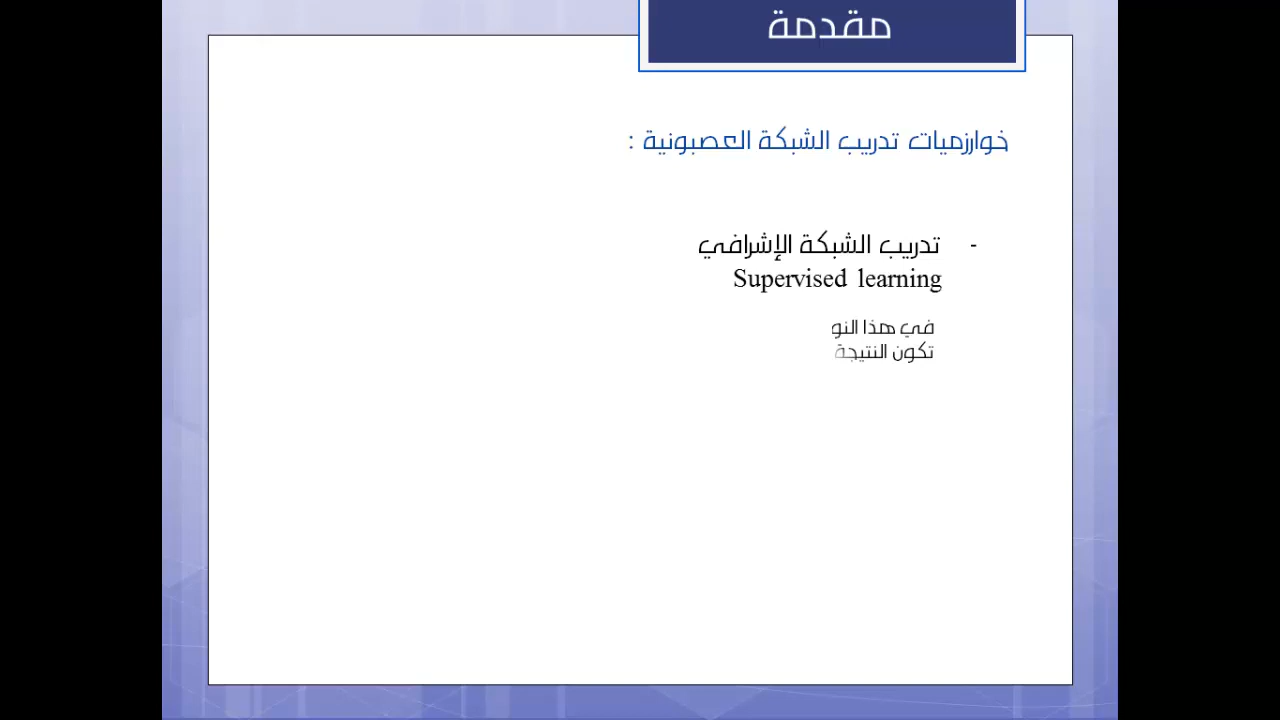 مقدمة
خوارزميات تدريب الشبكة العصبونية :
- تدريب الشبكة الإشرافي
Supervised learning
في هذا النو
تكون النتيجة